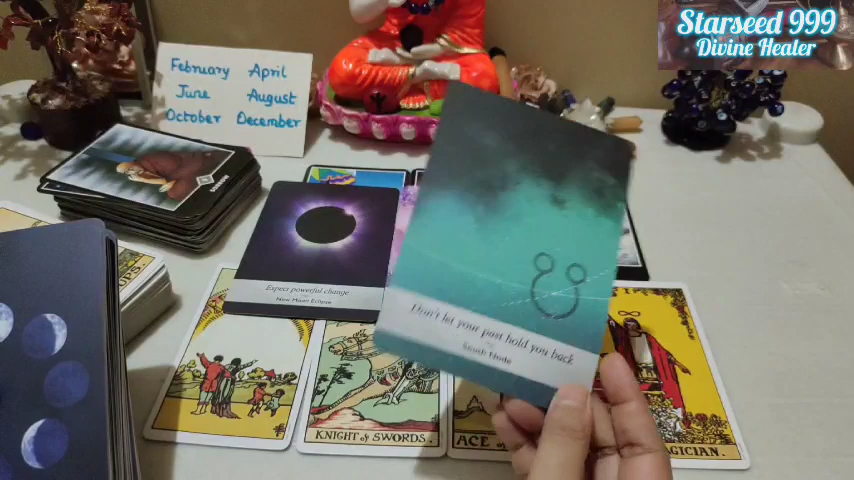 Starseed 999
Divine Healer
February April
June August
October December
Expect powerful change
New Moon Eclipse
Don't let your past hold you back
South Node
KNIGHT of SWORDS.
ACE